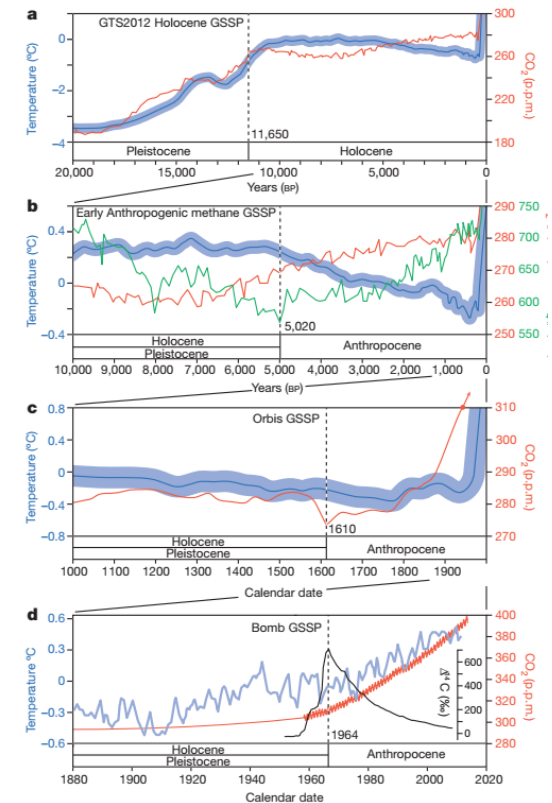 a
GTS2012 Holocene GSSP
Temperature (ºC)
0
−2
−4
CO2 (p.p.m.)
300
260
220
180
11,650
Pleistocene
Holocene
20,000
15,000
10,000
5,000
0
Years (BP)
b
Early Anthropogenic methane GSSP
Temperature (ºC)
0.4
0
−0.4
290
280
270
260
250
750
700
650
600
550
5,020
Holocene
Pleistocene
Anthropocene
10,000
9,000
8,000
7,000
6,000
5,000
4,000
3,000
2,000
1,000
0
Years (BP)
c
Orbis GSSP
Temperature (ºC)
0.8
0.4
0
−0.4
−0.8
CO2 (p.p.m.)
310
290
280
270
1610
Holocene
Pleistocene
Anthropocene
1000
1100
1200
1300
1400
1500
1600
1700
1800
1900
Calendar date
d
Bomb GSSP
Temperature ºC
0.6
0.3
0
−0.3
−0.6
CO2 (p.p.m.)
400
380
360
340
320
300
280
Δ14 C (‰)
600
400
200
0
1964
Holocene
Pleistocene
Anthropocene
1880
1900
1920
1940
1960
1980
2000
2020
Calendar date